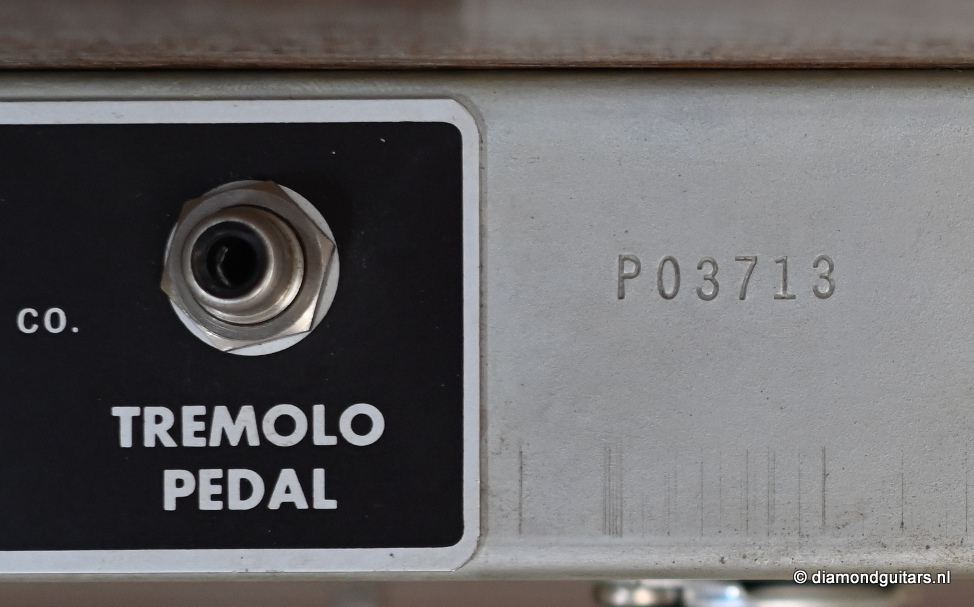 P03713
CO.
TREMOLO
PEDAL
© diamondguitars.nl